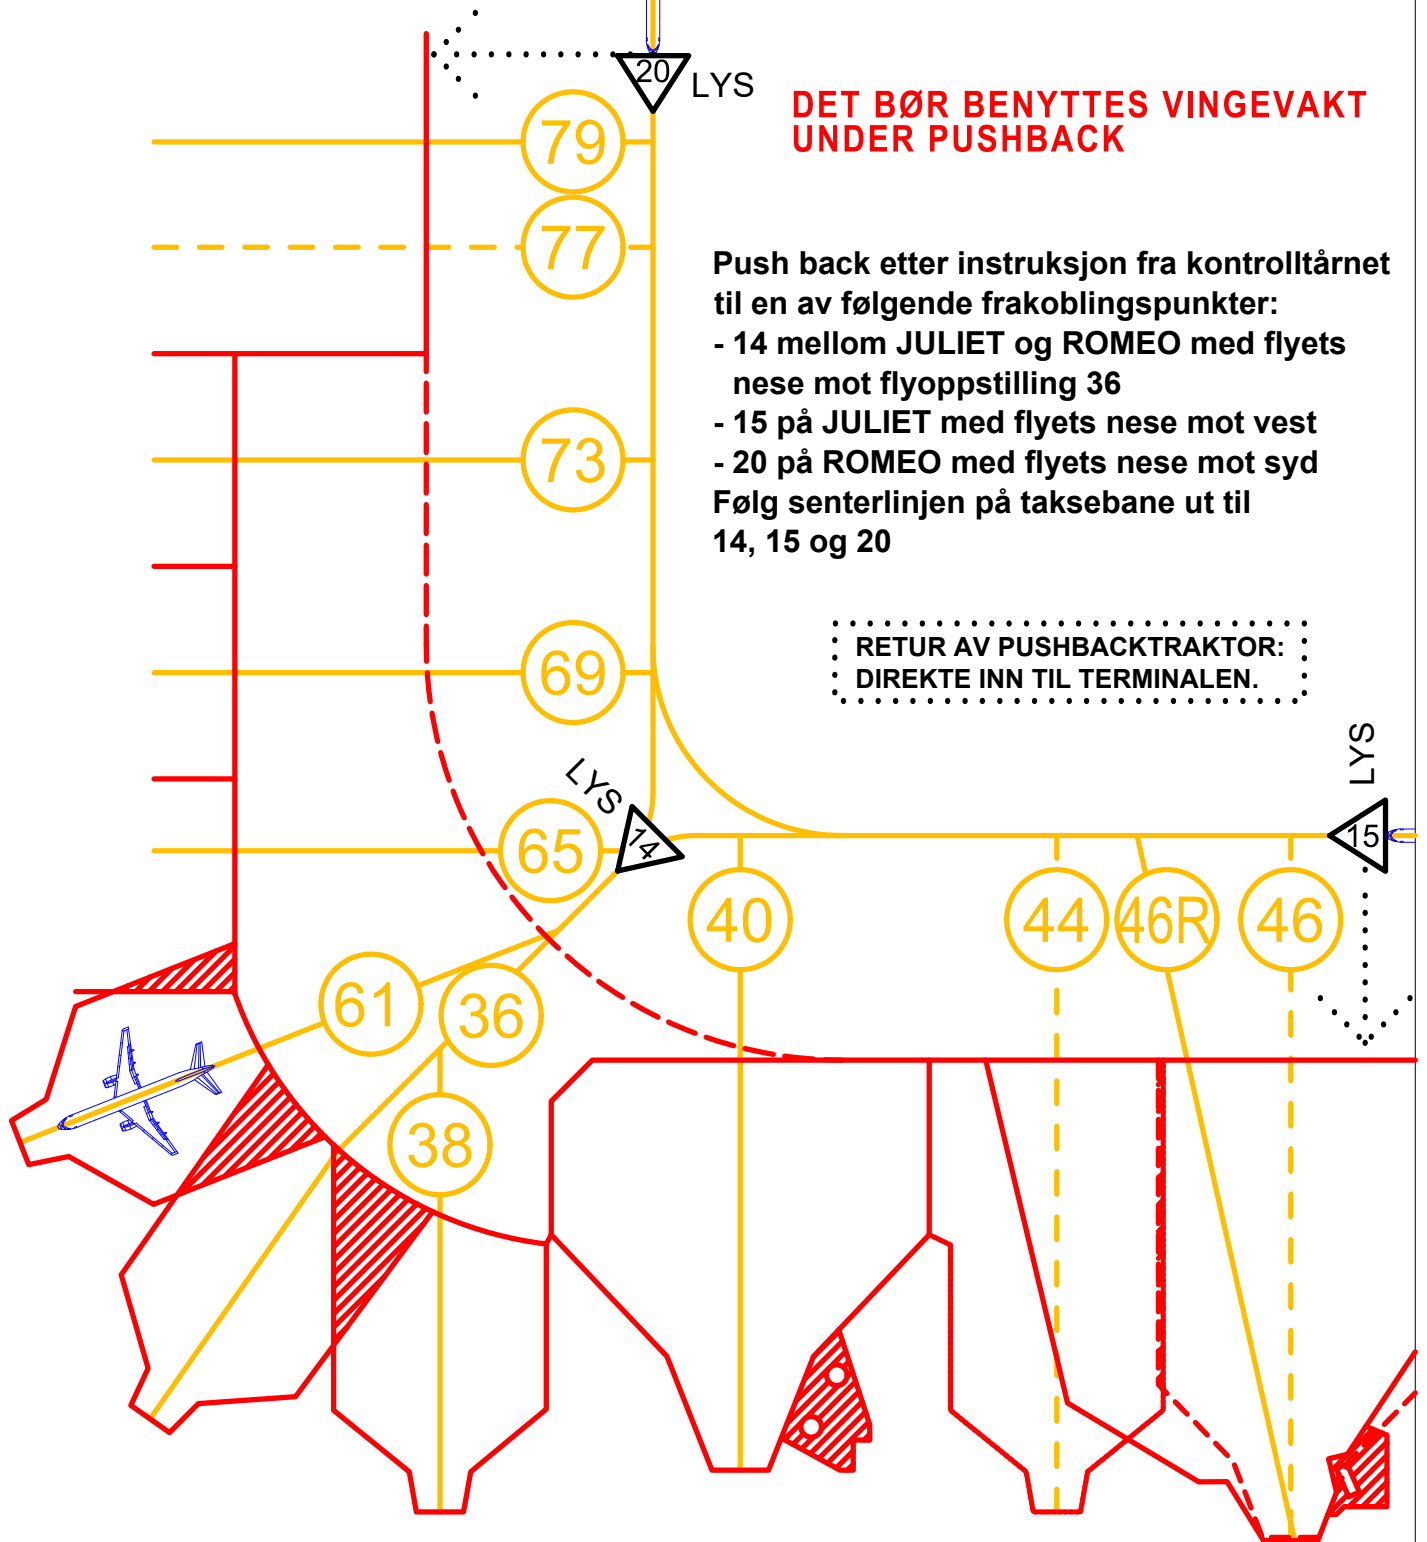 20
LYS
DET BØR BENYTTES VINGEVAKT
UNDER PUSHBACK
79
77
Push back etter instruksjon fra kontrolltårnet
til en av følgende frakoblingspunkter:
- 14 mellom JULIET og ROMEO med flyets
nese mot flyoppstilling 36
- 15 på JULIET med flyets nese mot vest
- 20 på ROMEO med flyets nese mot syd
Følg senterlinjen på taksebane ut til
14, 15 og 20
73
RETUR AV PUSHBACKTRAKTOR:
DIREKTE INN TIL TERMINALEN.
69
LYS
14
LYS
15
65
40
44
46R
46
61
36
38